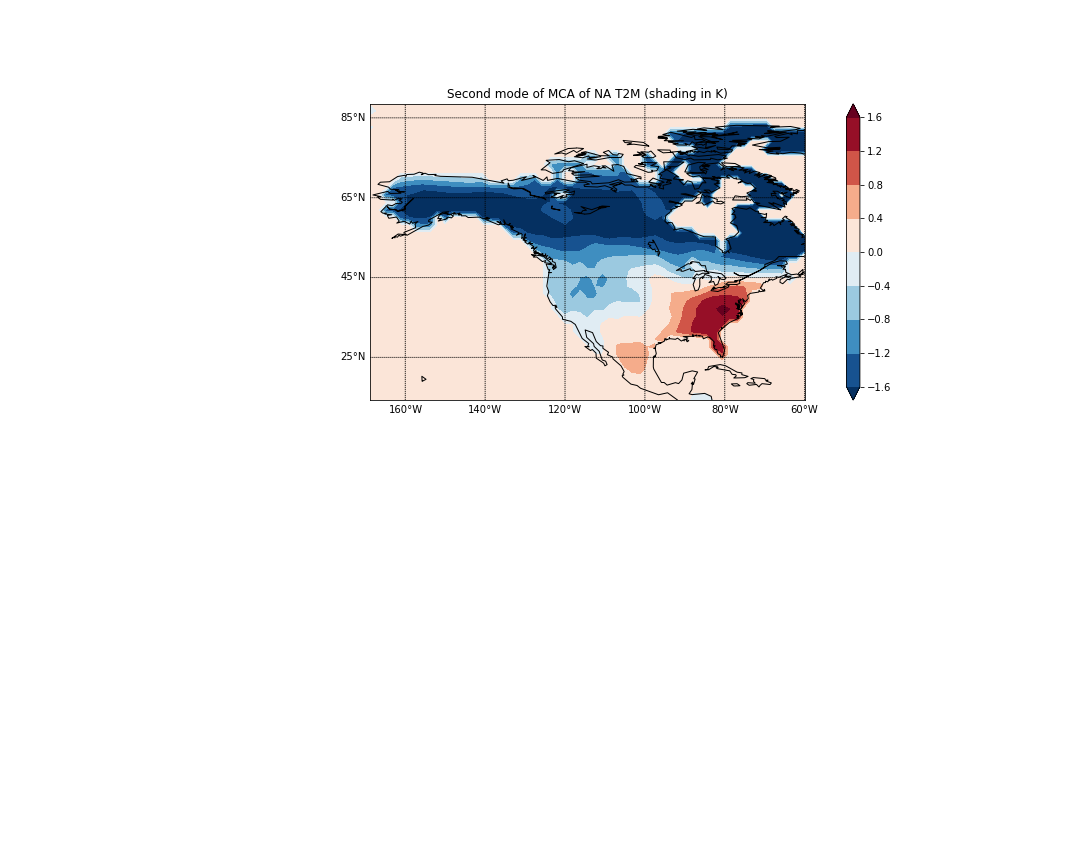 Second mode of MCA of NA T2M (shading in K)
85°N
65°N
45°N
25°N
160°W 140°W 120°W 100°W 80°W 60°W
1.6
1.2
0.8
0.4
0.0
−0.4
−0.8
−1.2
−1.6